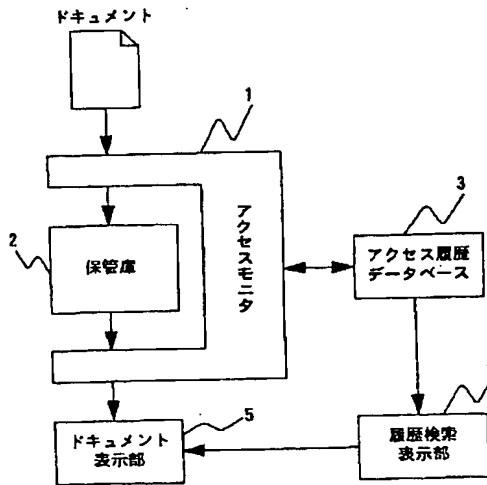 ドキュメント
1
アクセスモニタ
2
保管庫
3
アクセス履歴
データベース
5
ドキュメント
表示部
履歴検索
表示部